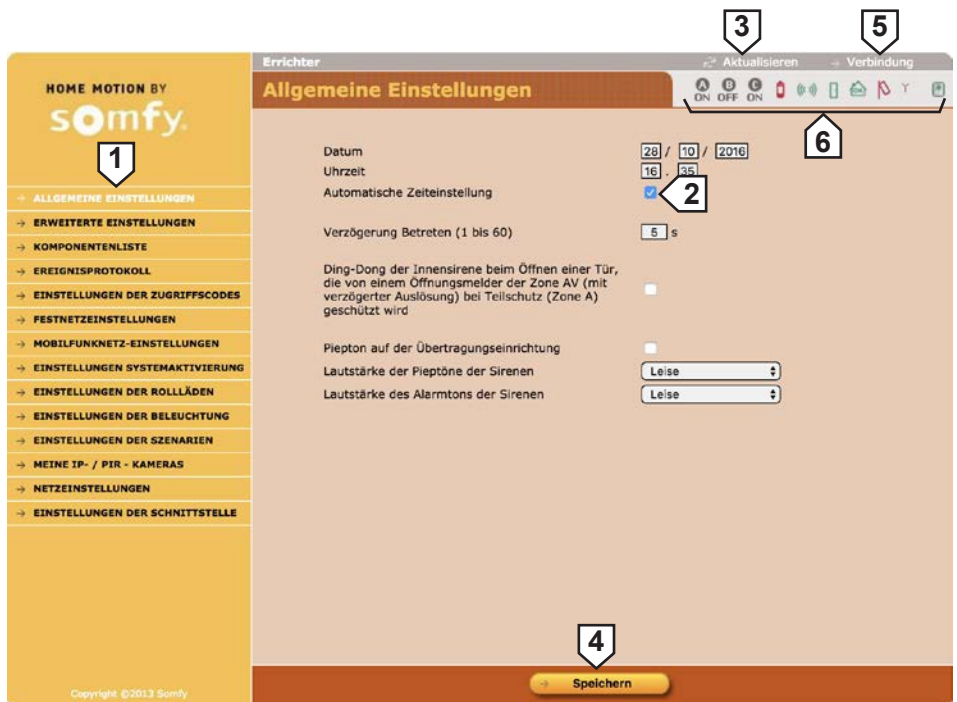 3
5
Errichter
Aktualisieren
Verbindung
HOME MOTION BY
somfy.
Allgemeine Einstellungen
A B C
ON OFF ON
6
1
Datum 28 / 10 / 2016
Uhrzeit 16 . 35
Automatische Zeiteinstellung
2
Verzögerung Betreten (1 bis 60) 5 s
Ding-Dong der Innensirene beim Öffnen einer Tür,
die von einem Öffnungsmelder der Zone AV (mit
verzögerter Auslösung) bei Teilschutz (Zone A)
geschützt wird
Piepton auf der Übertragungseinrichtung
Lautstärke der Pieptöne der Sirenen Leise
Lautstärke des Alarmtons der Sirenen Leise
ALLGEMEINE EINSTELLUNGEN
ERWEITERTE EINSTELLUNGEN
KOMPONENTENLISTE
EREIGNISPROTOKOLL
EINSTELLUNGEN DER ZUGRIFFSCODES
FESTNETZEINSTELLUNGEN
MOBILFUNKNETZ-EINSTELLUNGEN
EINSTELLUNGEN SYSTEMAKTIVIERUNG
EINSTELLUNGEN DER ROLLLÄDEN
EINSTELLUNGEN DER BELEUCHTUNG
EINSTELLUNGEN DER SZENARIEN
MEINE IP- / PIR - KAMERAS
NETZEINSTELLUNGEN
EINSTELLUNGEN DER SCHNITTSTELLE
4
Speichern
Copyright ©2013 Somfy